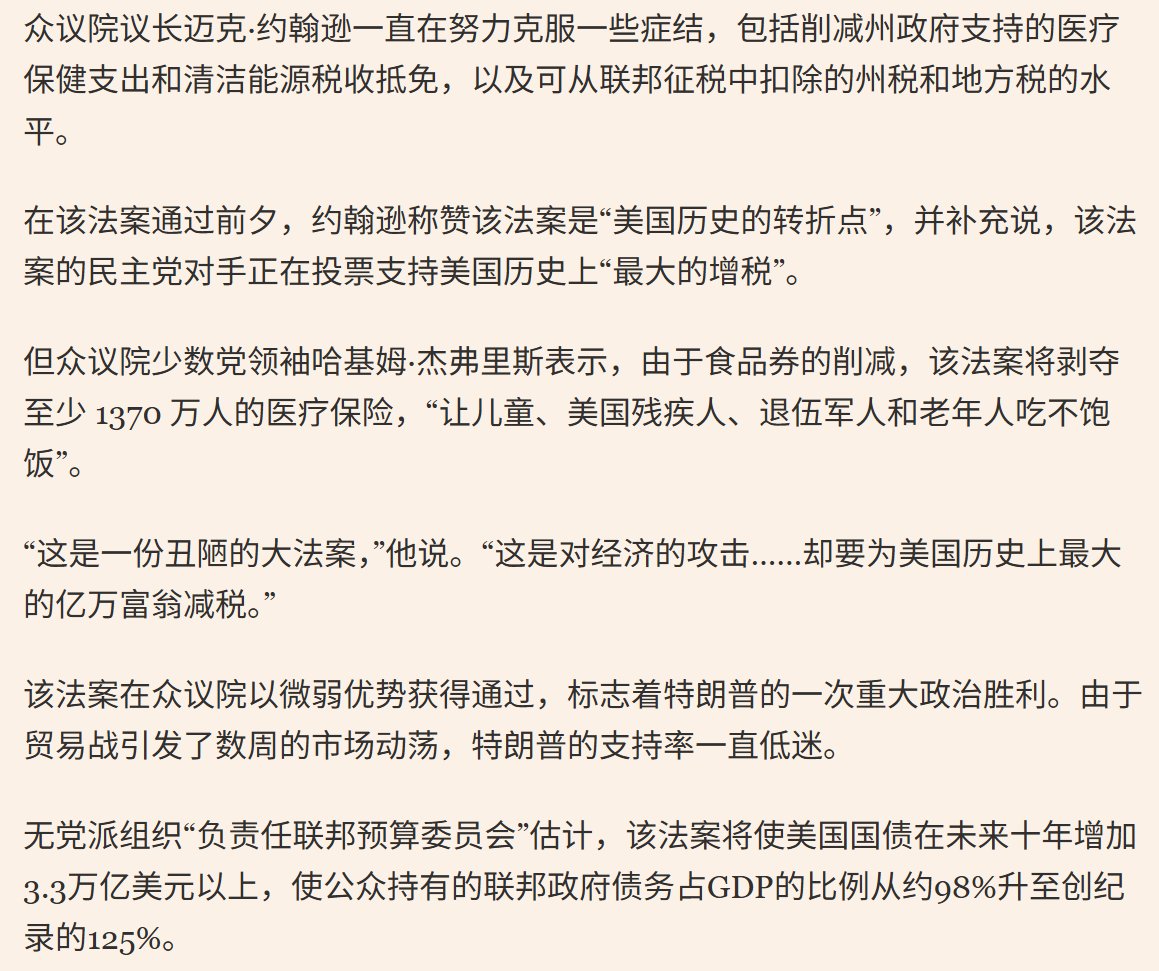 众议院议长迈克·约翰逊一直在努力克服一些症结，包括削减州政府支持的医疗
保健支出和清洁能源税收抵免，以及可从联邦征税中扣除的州税和地方税的水
平。
在该法案通过前夕，约翰逊称赞该法案是“美国历史的转折点”，并补充说，该法
案的民主党对手正在投票支持美国历史上“最大的增税”。
但众议院少数党领袖哈基姆·杰弗里斯表示，由于食品券的削减，该法案将剥夺
至少 1370 万人的医疗保险，“让儿童、美国残疾人、退伍军人和老年人吃不饱
饭”。
“这是一份丑陋的大法案，”他说。“这是对经济的攻击……却要为美国历史上最大
的亿万富翁减税。”
该法案在众议院以微弱优势获得通过，标志着特朗普的一次重大政治胜利。由于
贸易战引发了数周的市场动荡，特朗普的支持率一直低迷。
无党派组织“负责任联邦预算委员会”估计，该法案将使美国国债在未来十年增加
3.3万亿美元以上，使公众持有的联邦政府债务占GDP的比例从约98%升至创纪
录的125%。